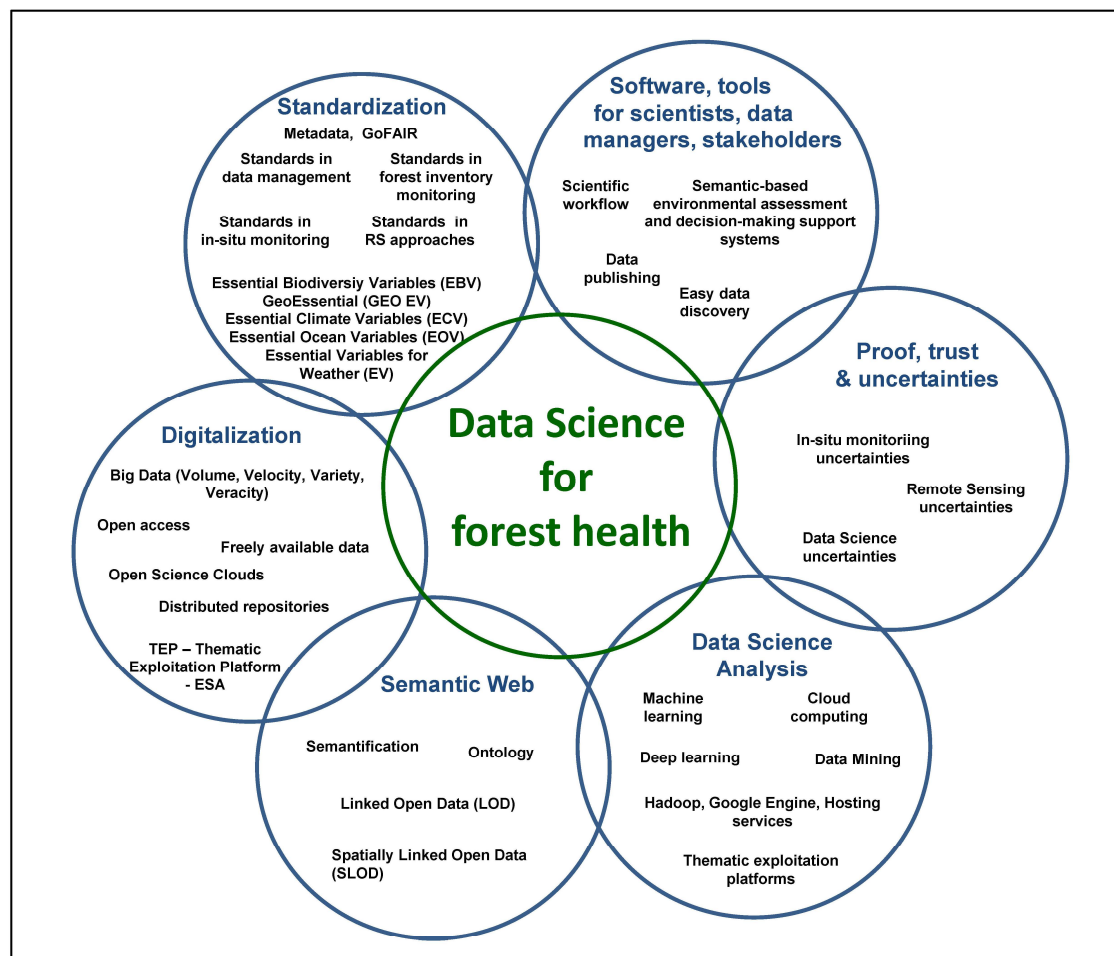 Standardization
Metadata, GoFAIR
Standards in
data management
Standards in
forest inventory
monitoring
Standards in
in-situ monitoring
Standards in
RS approaches
Essential Biodiversiy Variables (EBV)
GeoEssential (GEO EV)
Essential Climate Variables (ECV)
Essential Ocean Variables (EOV)
Essential Variables for
Weather (EV)
Software, tools
for scientists, data
managers, stakeholders
Scientific
workflow
Semantic-based
environmental assessment
and decision-making support
systems
Data
publishing
Easy data
discovery
Proof, trust
& uncertainties
In-situ monitoriing
uncertainties
Remote Sensing
uncertainties
Data Science
uncertainties
Data Science
for
forest health
Digitalization
Big Data (Volume, Velocity, Variety,
Veracity)
Open access
Freely available data
Open Science Clouds
Distributed repositories
TEP – Thematic
Exploitation Platform
- ESA
Semantic Web
Semantification
Ontology
Linked Open Data (LOD)
Spatially Linked Open Data
(SLOD)
Data Science
Analysis
Machine
learning
Cloud
computing
Deep learning
Data Mining
Hadoop, Google Engine, Hosting
services
Thematic exploitation
platforms